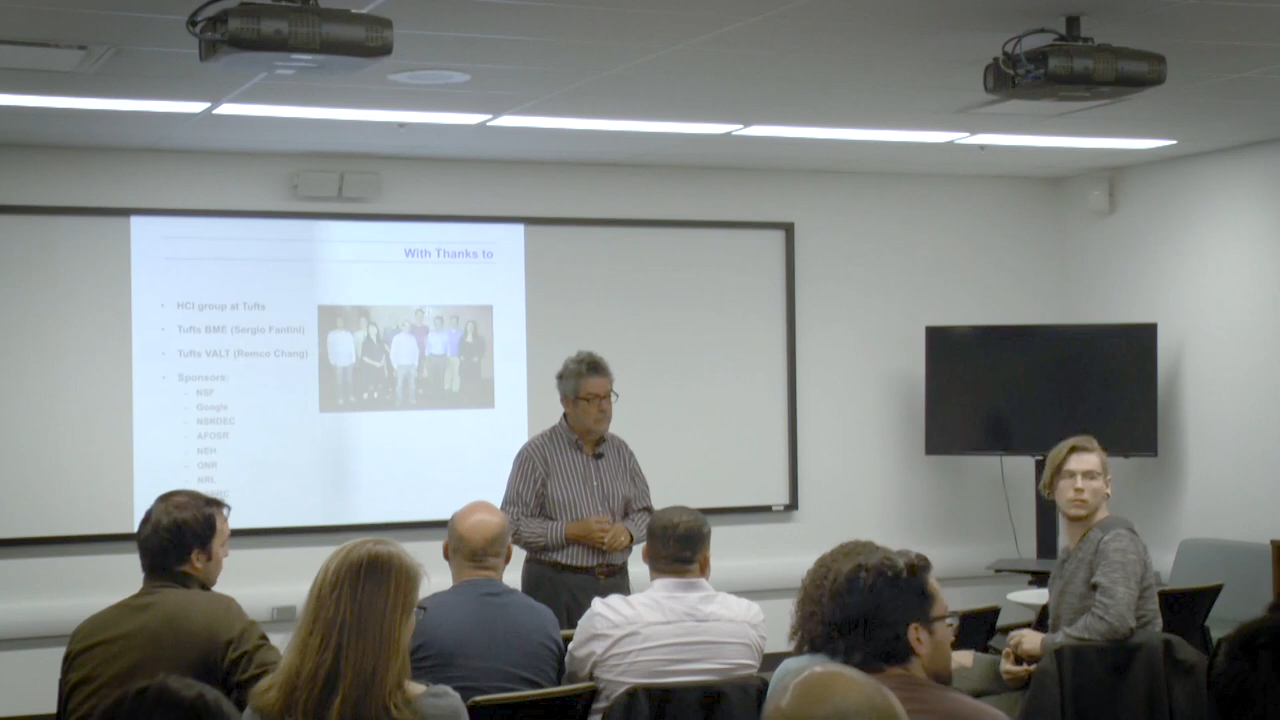 With Thanks to
• HCI group at Tufts
• Tufts BME (Sergio Fantini)
• Tufts VALT (Remco Chang)
• Sponsors:
– NSF
– Google
– NSRDEC
– AFOSR
– NEH
– ONR
– NRL